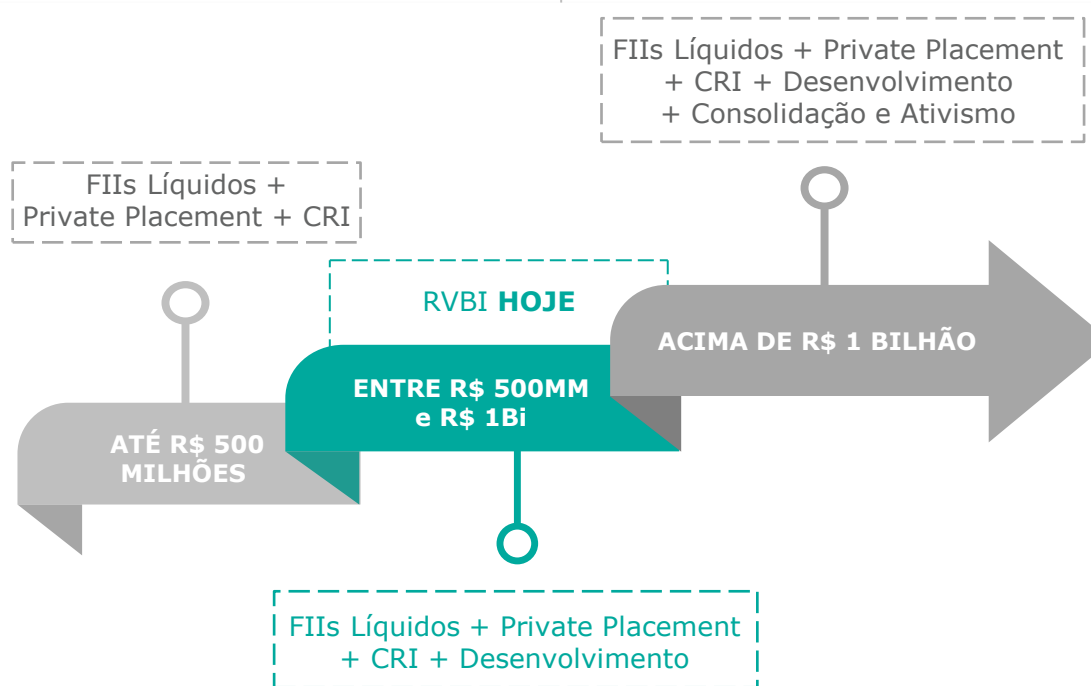 FIIs Líquidos + Private Placement
+ CRI + Desenvolvimento
+ Consolidação e Ativismo
FIIs Líquidos +
Private Placement + CRI
RVBI HOJE
ACIMA DE R$ 1 BILHÃO
ENTRE R$ 500MM
e R$ 1Bi
ATÉ R$ 500
MILHÕES
FIIs Líquidos + Private Placement
+ CRI + Desenvolvimento